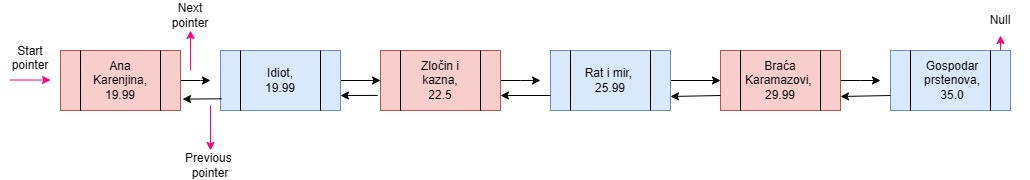 Next
pointer
Null
Start
pointer
Ana
Karenjina,
19.99
Idiot,
19.99
Zločin i
kazna,
22.5
Rat i mir,
25.99
Braća
Karamazovi,
29.99
Gospodar
prstenova,
35.0
Previous
pointer